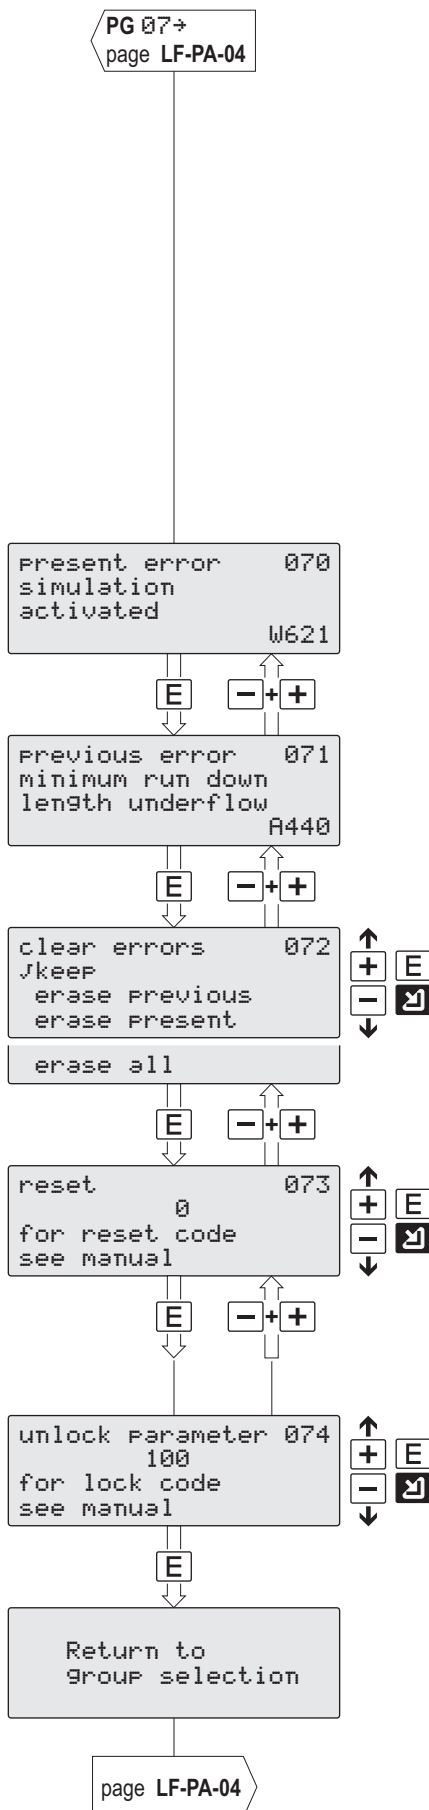 PG 07→
page LF-PA-04
present error 070
simulation
activated
W621
E
− + +
previous error 071
minimum run down
length underflow
A440
E
− + +
clear errors 072
√keep
erase previous
erase present
erase all
+ E
−
E
− + +
reset 073
0
for reset code
see manual
+ E
−
E
− + +
unlock parameter 074
100
for lock code
see manual
+ E
−
E
Return to
group selection
page LF-PA-04